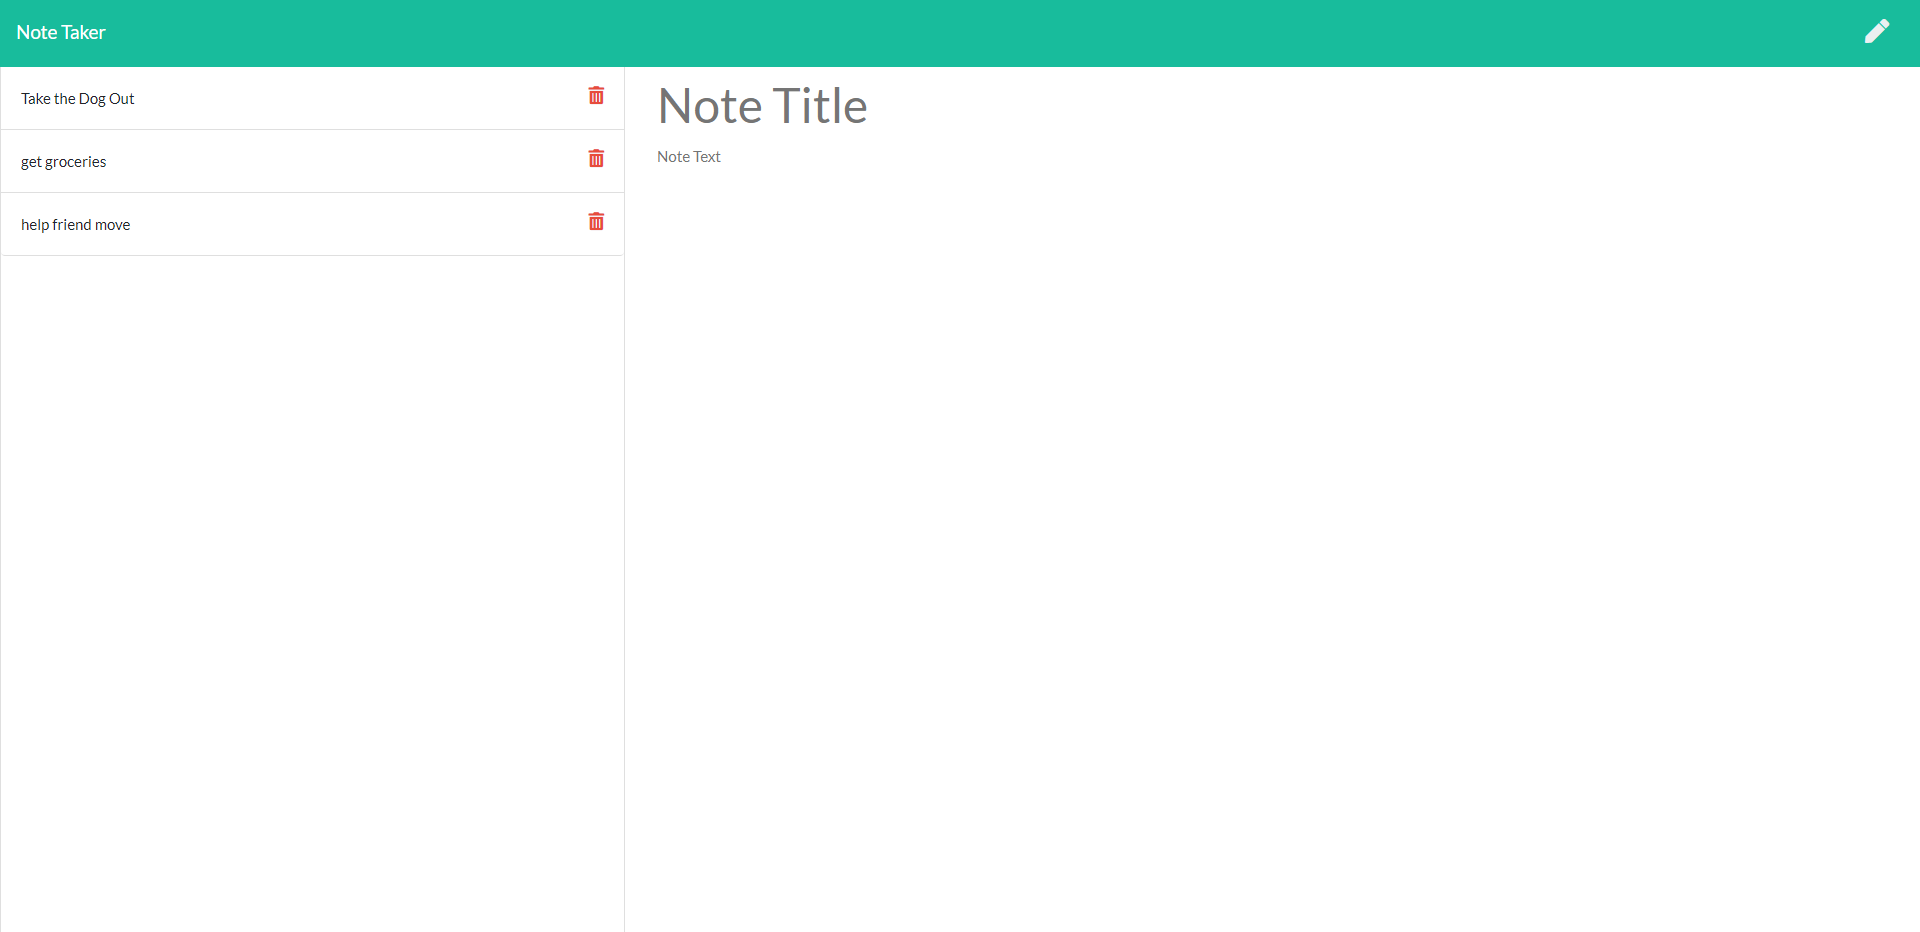 Note Taker
Take the Dog Out
get groceries
help friend move
Note Title
Note Text